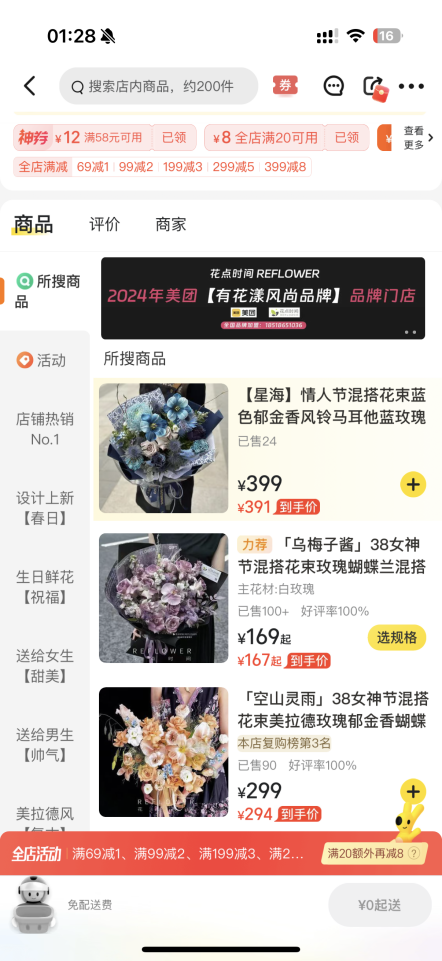 01:28
16
搜索店内商品，约200件
券
神券 ¥12 满58元可用 已领
¥8 全店满20可用 已领
¥
查看更多
全店满减 69减1 99减2 199减3 299减5 399减8
商品 评价 商家
所搜商品
活动
店铺热销
No.1
设计上新
【春日】
生日鲜花
【祝福】
送给女生
【甜美】
送给男生
【帅气】
美拉德风
花点时间 REFLOWER
2024年美团【有花漾风尚品牌】品牌门店
美团 花点时间
全国品牌加盟：18518651036
所搜商品
【星海】情人节混搭花束蓝
色郁金香风铃马耳他蓝玫瑰
已售24
¥399
¥391 到手价
力荐 「乌梅子酱」38女神
节混搭花束玫瑰蝴蝶兰混搭
主花材:白玫瑰
已售100+ 好评率100%
¥169起
选规格
¥167起 到手价
REFLOWER
「空山灵雨」38女神节混搭
花束美拉德玫瑰郁金香蝴蝶
本店复购榜第3名
已售90 好评率100%
¥299
¥294 到手价
全店活动 满69减1、满99减2、满199减3、满2...
满20额外再减8
免配送费
¥0起送